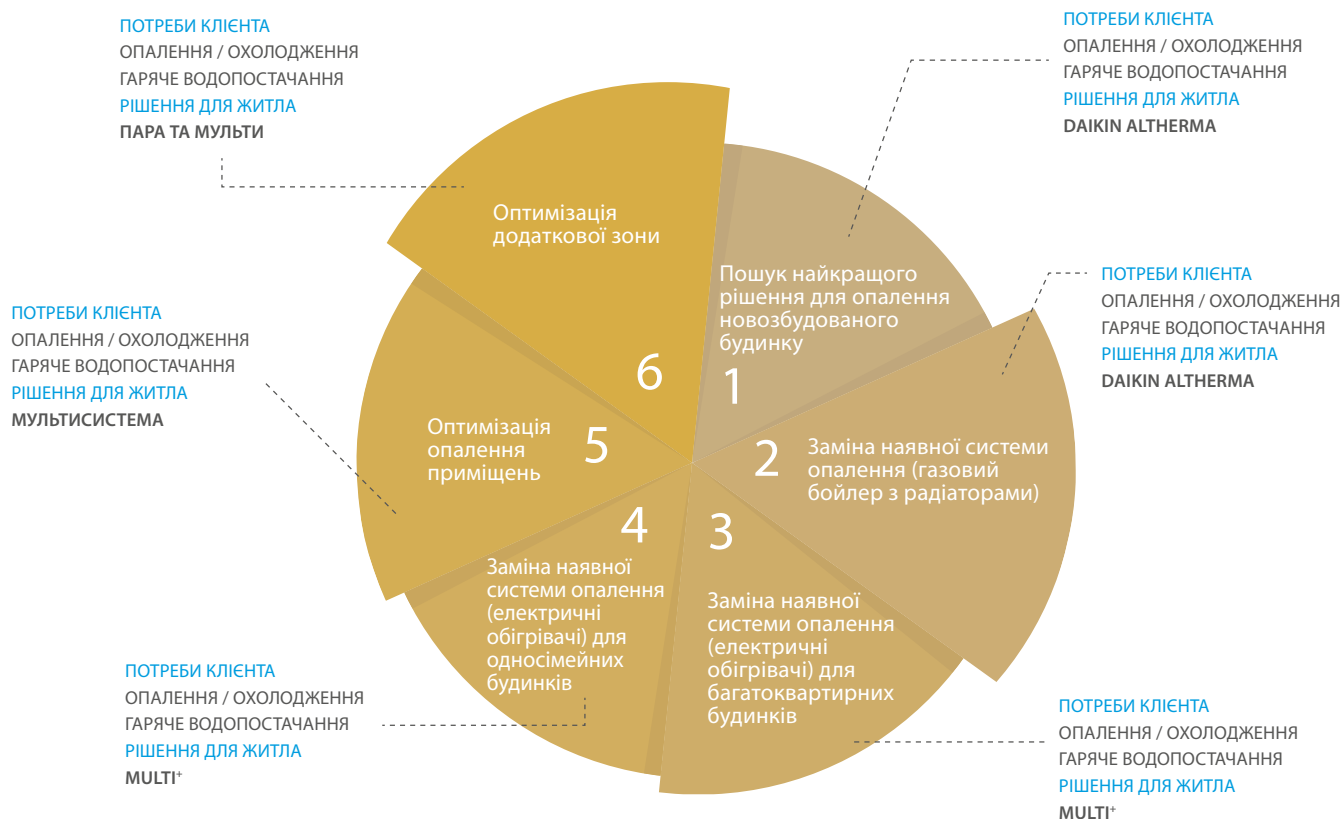 ПОТРЕБИ КЛІЄНТА
ОПАЛЕННЯ / ОХОЛОДЖЕННЯ
ГАРЯЧЕ ВОДОПОСТАЧАННЯ
РІШЕННЯ ДЛЯ ЖИТЛА
ПАРА ТА МУЛЬТИ
ПОТРЕБИ КЛІЄНТА
ОПАЛЕННЯ / ОХОЛОДЖЕННЯ
ГАРЯЧЕ ВОДОПОСТАЧАННЯ
РІШЕННЯ ДЛЯ ЖИТЛА
DAIKIN ALTHERMA
Оптимізація
додаткової зони
6
Пошук найкращого
рішення для опалення
новозбудованого
будинку
1
ПОТРЕБИ КЛІЄНТА
ОПАЛЕННЯ / ОХОЛОДЖЕННЯ
ГАРЯЧЕ ВОДОПОСТАЧАННЯ
РІШЕННЯ ДЛЯ ЖИТЛА
DAIKIN ALTHERMA
ПОТРЕБИ КЛІЄНТА
ОПАЛЕННЯ / ОХОЛОДЖЕННЯ
ГАРЯЧЕ ВОДОПОСТАЧАННЯ
РІШЕННЯ ДЛЯ ЖИТЛА
МУЛЬТИСИСТЕМА
Оптимізація
опалення
приміщень
5
2
Заміна наявної системи
опалення (газовий
бойлер з радіаторами)
4
Заміна наявної
системи опалення
(електричні
обігрівачі) для
односімейних
будинків
3
Заміна наявної
системи опалення
(електричні
обігрівачі) для
багатоквартирних
будинків
ПОТРЕБИ КЛІЄНТА
ОПАЛЕННЯ / ОХОЛОДЖЕННЯ
ГАРЯЧЕ ВОДОПОСТАЧАННЯ
РІШЕННЯ ДЛЯ ЖИТЛА
MULTI⁺
ПОТРЕБИ КЛІЄНТА
ОПАЛЕННЯ / ОХОЛОДЖЕННЯ
ГАРЯЧЕ ВОДОПОСТАЧАННЯ
РІШЕННЯ ДЛЯ ЖИТЛА
MULTI⁺